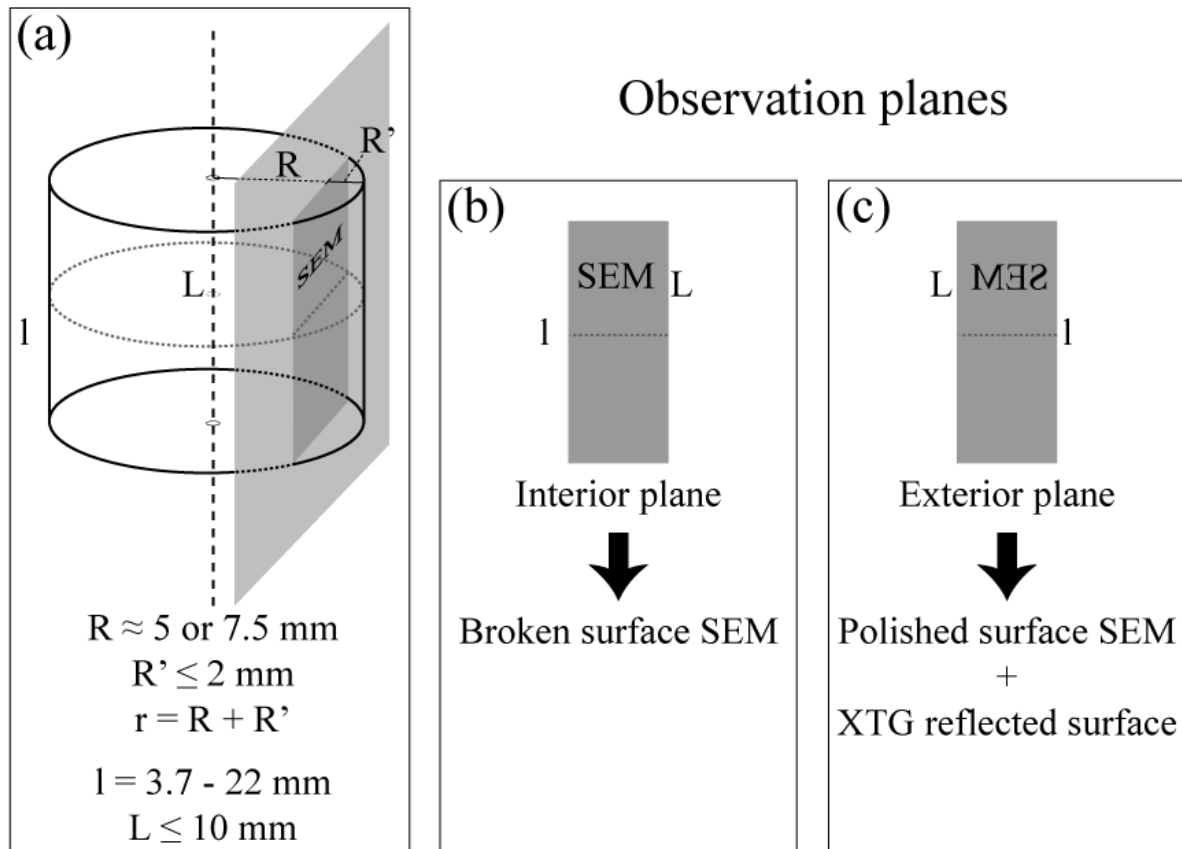 (a)
R'
R
SEM
L
l
R ≈ 5 or 7.5 mm
R' ≤ 2 mm
r = R + R'
l = 3.7 - 22 mm
L ≤ 10 mm
Observation planes
(b)
SEM
L
l
Interior plane
Broken surface SEM
(c)
L
SEM
l
Exterior plane
Polished surface SEM
+
XTG reflected surface